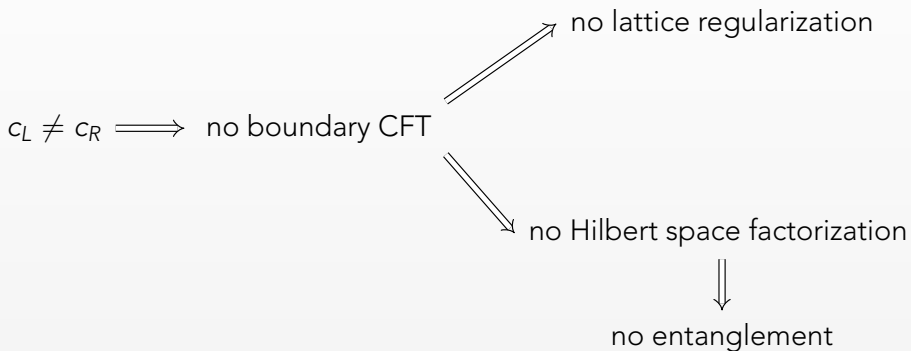 no lattice regularization
c_L ≠ c_R ⟹ no boundary CFT
no Hilbert space factorization
no entanglement